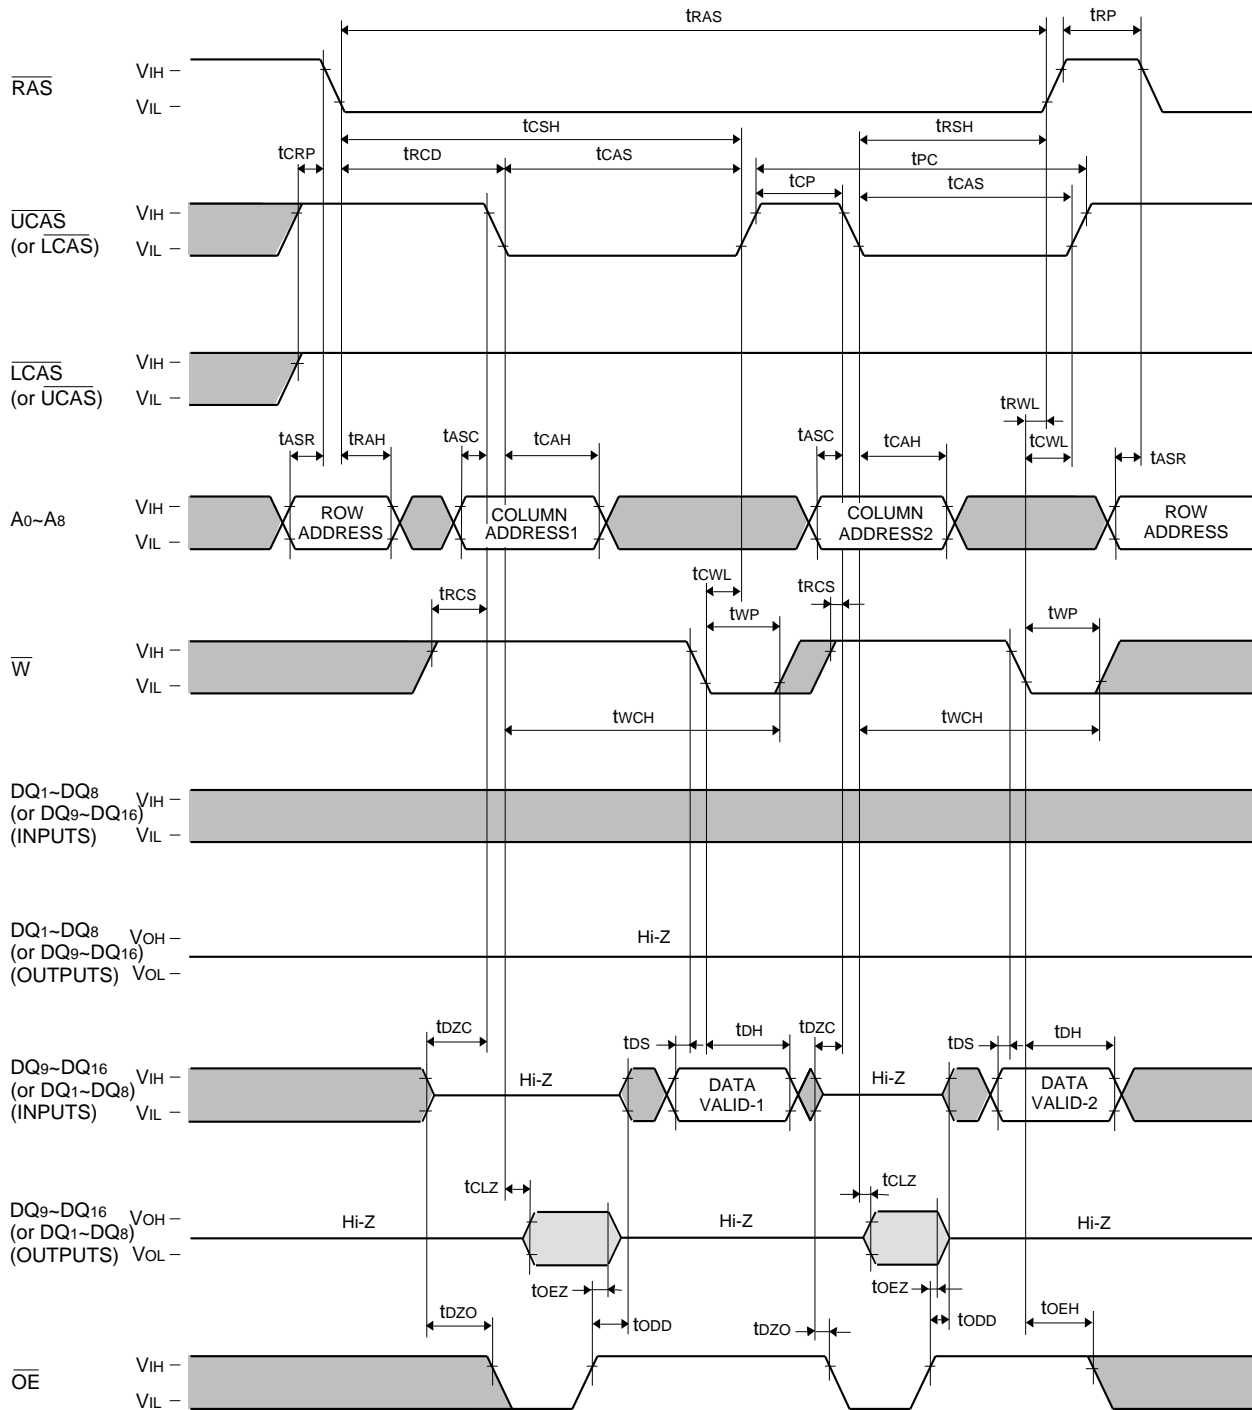 tRAS tRP
RAS VIH
VIL
tCSH tRSH
tCRP tRCD tCAS tPC
tCP tCAS
UCAS VIH
(or LCAS) VIL
LCAS VIH
(or UCAS) VIL
tRWL
tASR tRAH tASC tCAH tASC tCAH tCWL tASR
A0~A8 VIH
VIL
ROW ADDRESS
COLUMN ADDRESS1
COLUMN ADDRESS2
ROW ADDRESS
tCWL
tRCS tRCS
tWP tWP
W VIH
VIL
tWCH tWCH
DQ1~DQ8
(or DQ9~DQ16) VIH
(INPUTS) VIL
DQ1~DQ8 VOH
(or DQ9~DQ16) Hi-Z
(OUTPUTS) VOL
tDZC tDS tDH tDZC tDS tDH
DQ9~DQ16 VIH
(or DQ1~DQ8) Hi-Z Hi-Z
(INPUTS) VIL
DATA VALID-1
DATA VALID-2
tCLZ tCLZ
DQ9~DQ16 VOH
(or DQ1~DQ8) Hi-Z Hi-Z Hi-Z
(OUTPUTS) VOL
tOEZ tOEZ
tDZO tODD tDZO tODD tOEH
OE VIH
VIL